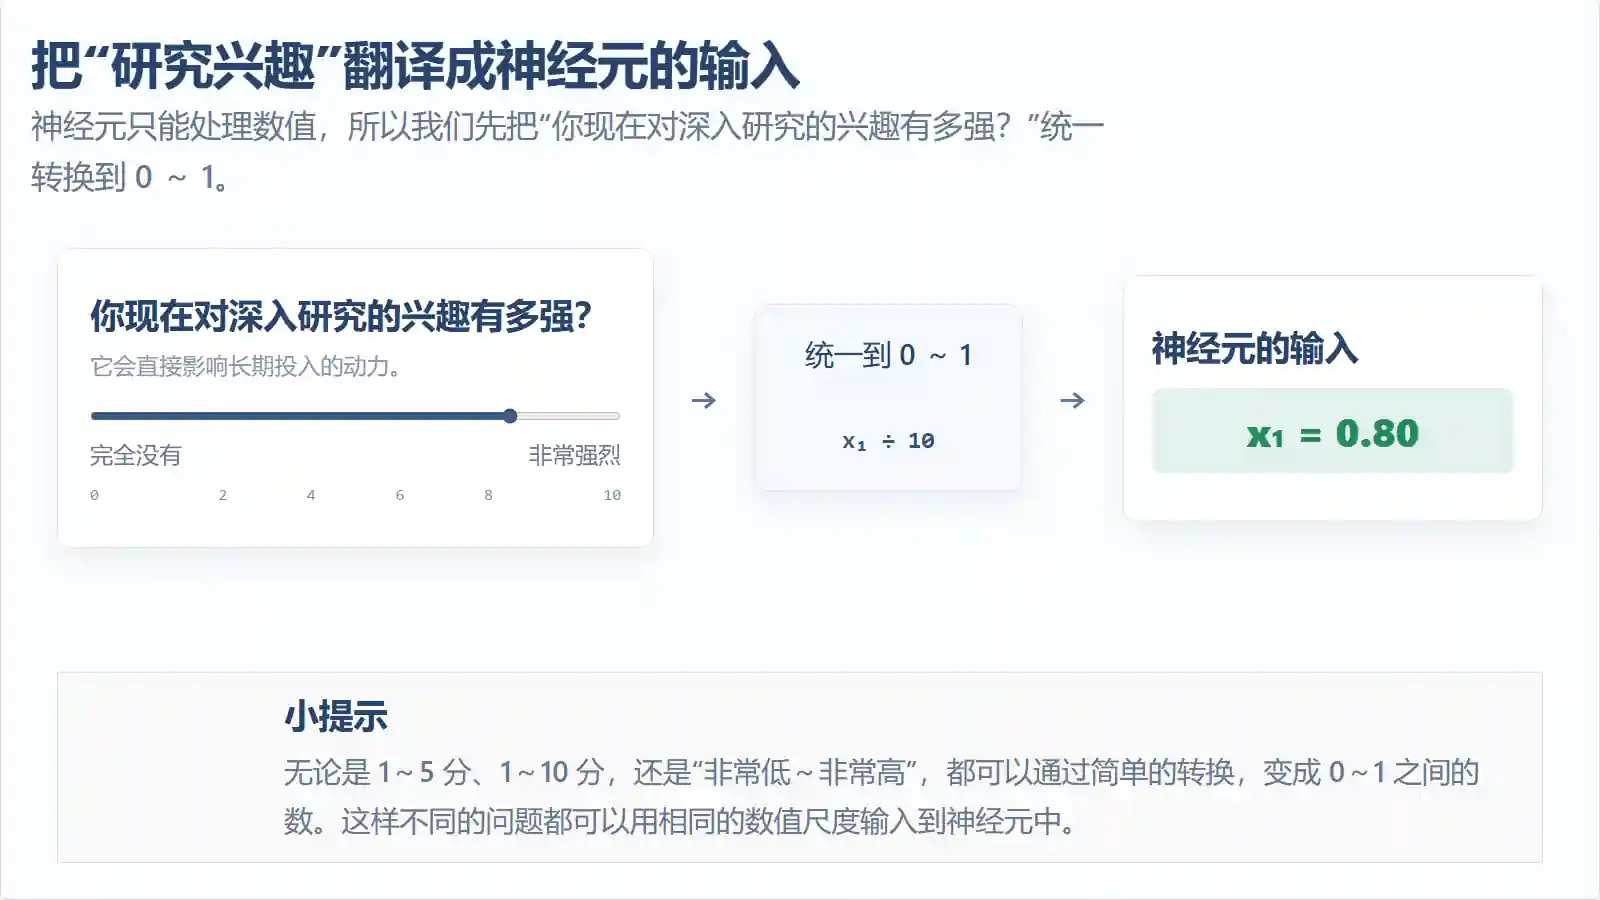 把“研究兴趣”翻译成神经元的输入
神经元只能处理数值，所以我们先把“你现在对深入研究的兴趣有多强？”统一
转换到 0 ~ 1。
你现在对深入研究的兴趣有多强？
它会直接影响长期投入的动力。
完全没有 非常强烈
0 2 4 6 8 10
→
统一到 0 ~ 1
x₁ ÷ 10
→
神经元的输入
x₁ = 0.80
小提示
无论是 1~5 分、1~10 分，还是“非常低~非常高”，都可以通过简单的转换，变成 0~1 之间的
数。这样不同的问题都可以用相同的数值尺度输入到神经元中。